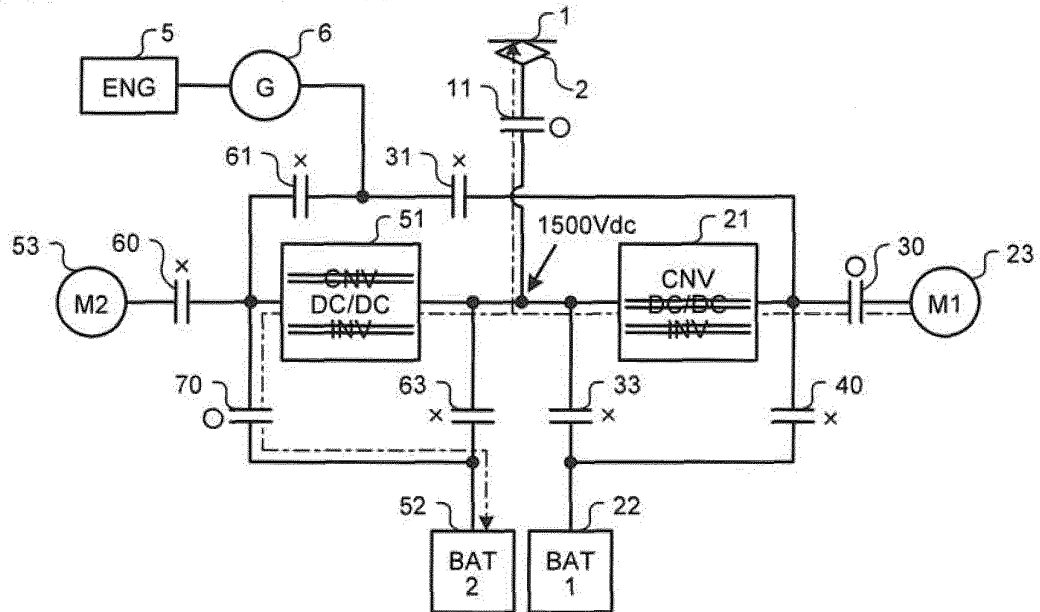 5
6
1
ENG
G
11
2
61
×
31
×
51
1500Vdc
21
53
60
×
30
23
M2
CNV
DC/DC
INV
CNV
DC/DC
INV
M1
70
63
×
33
×
40
×
52
22
BAT
2
BAT
1